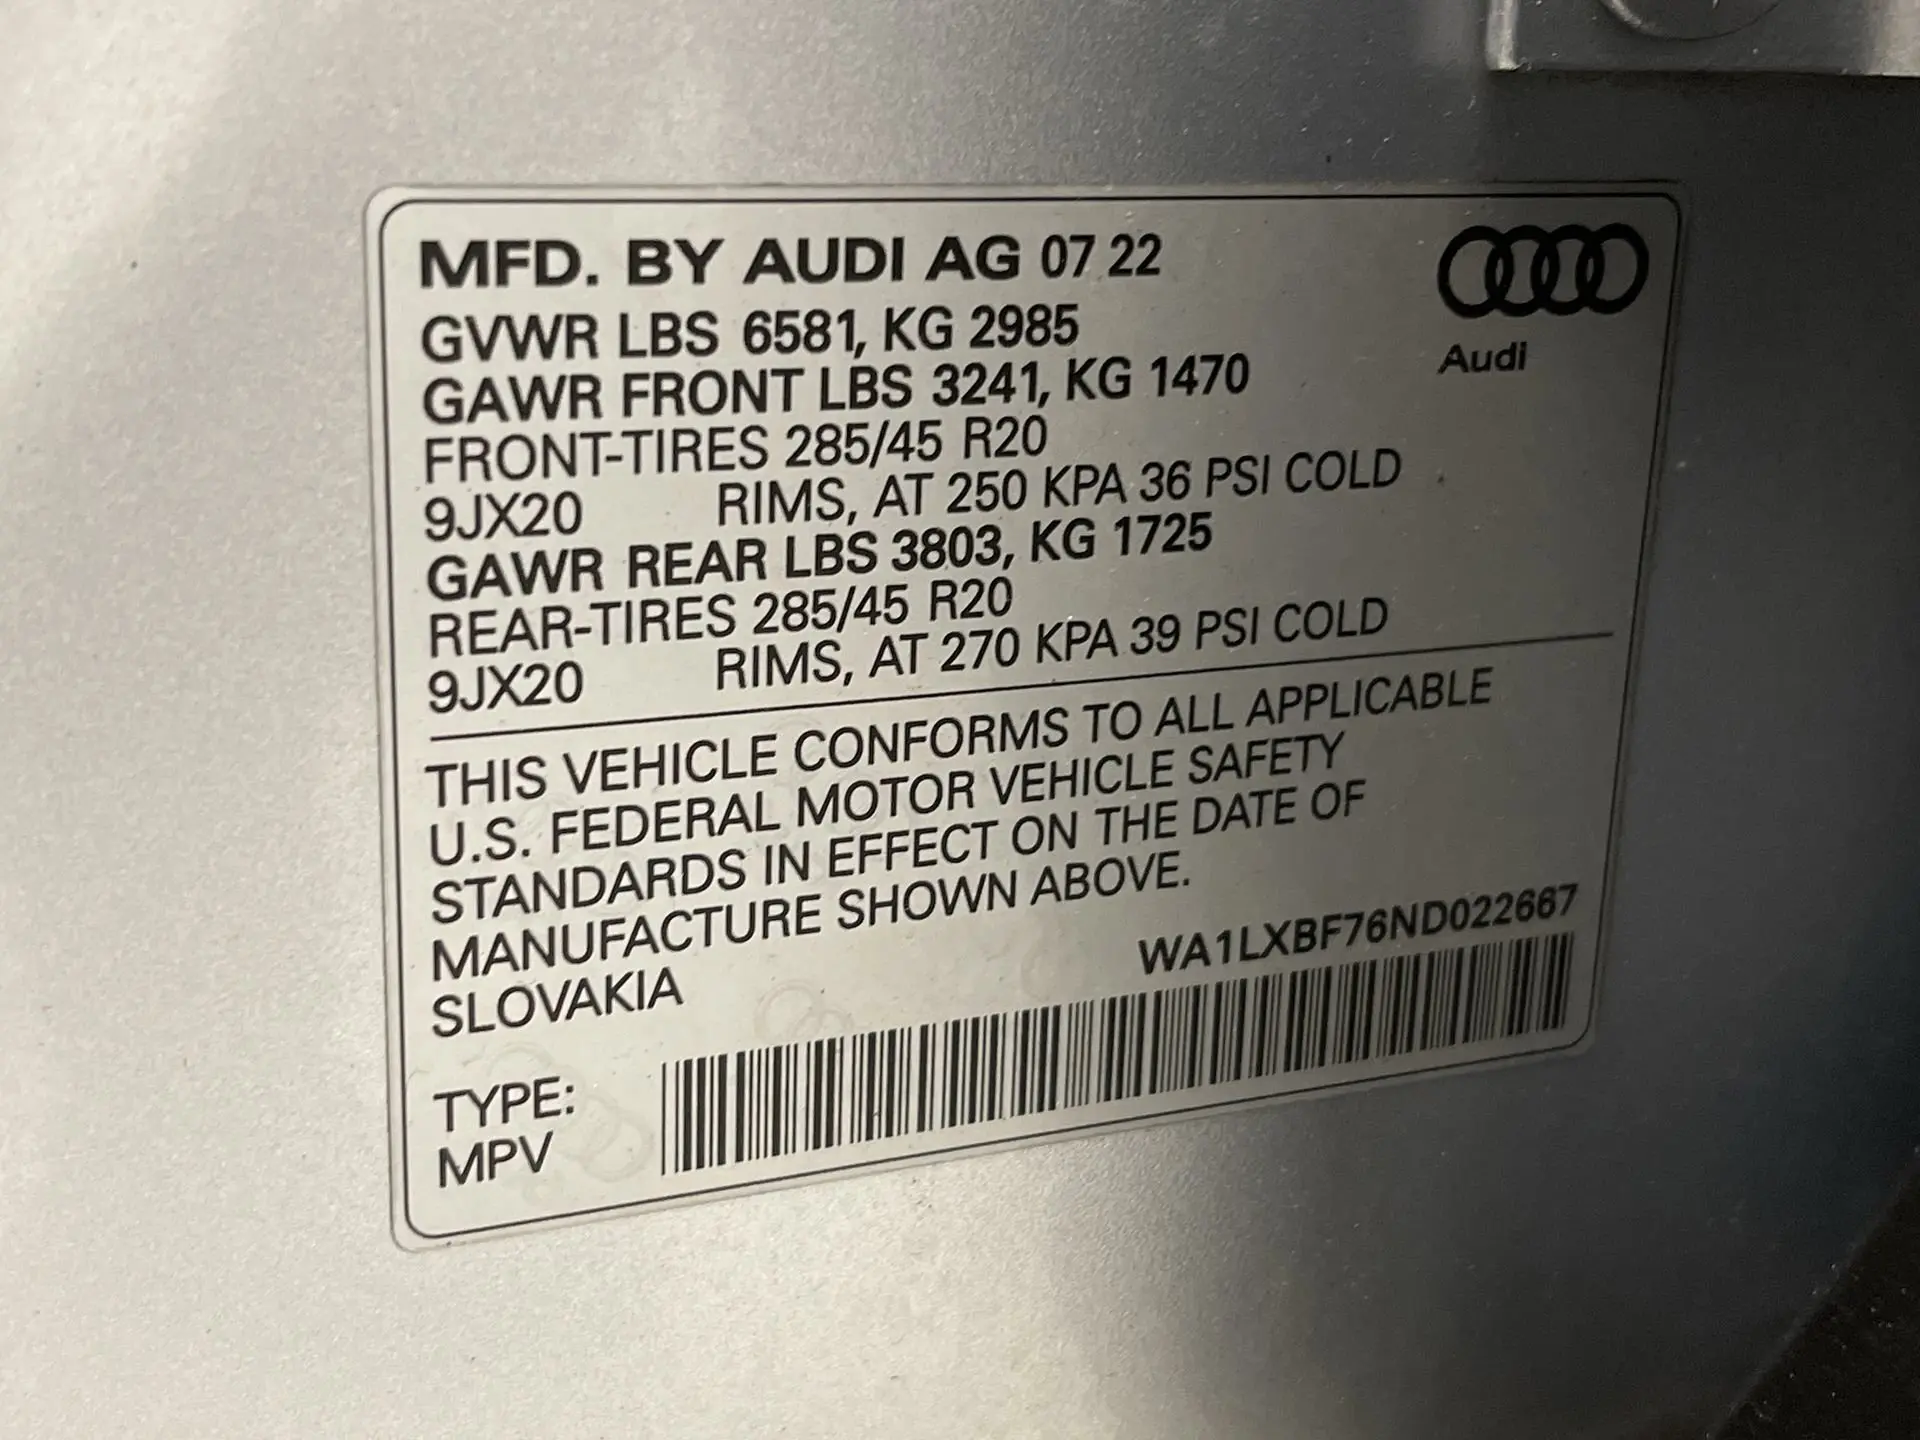 MFD. BY AUDI AG 07 22
GVWR LBS 6581, KG 2985
GAWR FRONT LBS 3241, KG 1470
FRONT-TIRES 285/45 R20
9JX20 RIMS, AT 250 KPA 36 PSI COLD
GAWR REAR LBS 3803, KG 1725
REAR-TIRES 285/45 R20
9JX20 RIMS, AT 270 KPA 39 PSI COLD
Audi
THIS VEHICLE CONFORMS TO ALL APPLICABLE
U.S. FEDERAL MOTOR VEHICLE SAFETY
STANDARDS IN EFFECT ON THE DATE OF
MANUFACTURE SHOWN ABOVE.
SLOVAKIA
WA1LXBF76ND022667
TYPE:
MPV